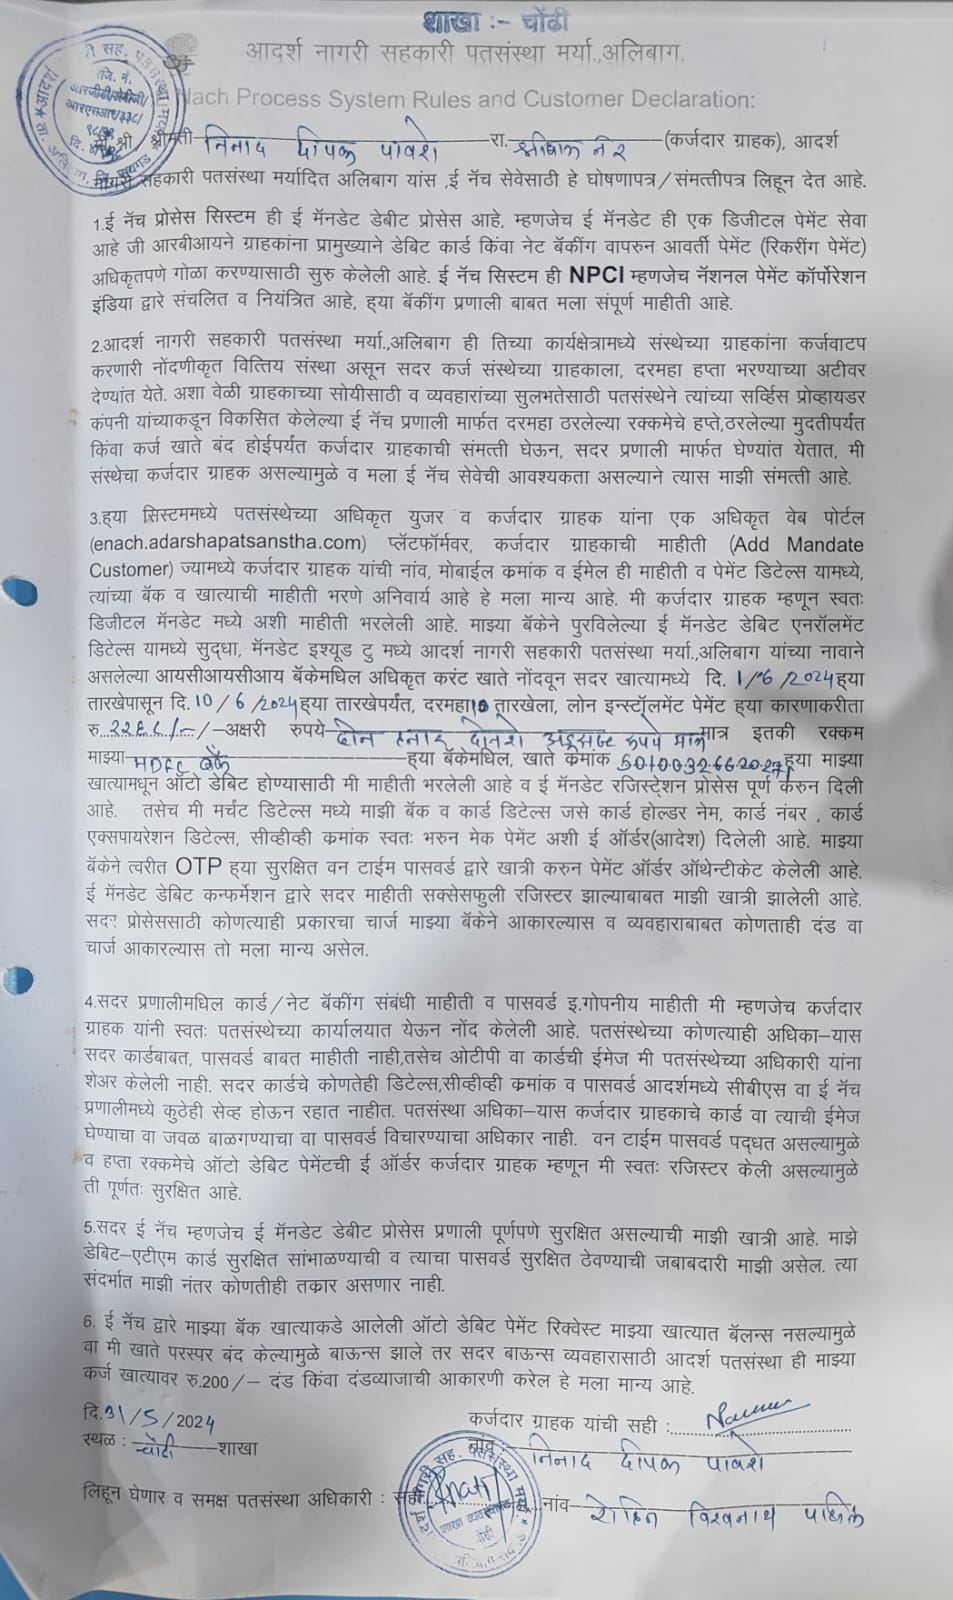 शाखा :- चोंढी
आदर्श नागरी सहकारी पतसंस्था मर्या.,अलिबाग.
Nach Process System Rules and Customer Declaration:
श्री/ श्रीमती निनाद दीपक पावशे रा. (कर्जदार ग्राहक), आदर्श
नागरी सहकारी पतसंस्था मर्यादित अलिबाग यांस ,ई नॅच सेवेसाठी हे घोषणापत्र/संमत्तीपत्र लिहून देत आहे.
1.ई नॅच प्रोसेस सिस्टम ही ई मॅनडेट डेबीट प्रोसेस आहे, म्हणजेच ई मॅनडेट ही एक डिजीटल पेमेंट सेवा
आहे जी आरबीआयने ग्राहकांना प्रामुख्याने डेबिट कार्ड किंवा नेट बॅकींग वापरुन आवर्ती पेमेंट (रिकरींग पेमेंट)
अधिकृतपणे गोळा करण्यासाठी सुरु केलेली आहे. ई नॅच सिस्टम ही NPCI म्हणजेच नॅशनल पेमेंट कॉर्पोरेशन
इंडिया द्वारे संचलित व नियंत्रित आहे, ह्या बॅकींग प्रणाली बाबत मला संपूर्ण माहीती आहे.
2.आदर्श नागरी सहकारी पतसंस्था मर्या.,अलिबाग ही तिच्या कार्यक्षेत्रामध्ये संस्थेच्या ग्राहकांना कर्जवाटप
करणारी नोंदणीकृत वित्तिय संस्था असून सदर कर्ज संस्थेच्या ग्राहकाला, दरमहा हप्ता भरण्याच्या अटीवर
देण्यांत येते. अशा वेळी ग्राहकाच्या सोयीसाठी व व्यवहारांच्या सुलभतेसाठी पतसंस्थेने त्यांच्या सर्व्हिस प्रोव्हायडर
कंपनी यांच्याकडून विकसित केलेल्या ई नॅच प्रणाली मार्फत दरमहा ठरलेल्या रक्कमेचे हप्ते,ठरलेल्या मुदतीपर्यंत
किंवा कर्ज खाते बंद होईपर्यंत कर्जदार ग्राहकाची संमत्ती घेऊन, सदर प्रणाली मार्फत घेण्यांत येतात, मी
संस्थेचा कर्जदार ग्राहक असल्यामुळे व मला ई नॅच सेवेची आवश्यकता असल्याने त्यास माझी संमत्ती आहे.
3.ह्या सिस्टममध्ये पतसंस्थेच्या अधिकृत युजर व कर्जदार ग्राहक यांना एक अधिकृत वेब पोर्टल
(enach.adarshapatsanstha.com) प्लॅटफॉर्मवर, कर्जदार ग्राहकाची माहीती (Add Mandate
Customer) ज्यामध्ये कर्जदार ग्राहक यांची नांव, मोबाईल क्रमांक व ईमेल ही माहीती व पेमेंट डिटेल्स यामध्ये,
त्यांच्या बॅक व खात्याची माहीती भरणे अनिवार्य आहे हे मला मान्य आहे. मी कर्जदार ग्राहक म्हणून स्वतः
डिजीटल मॅनडेट मध्ये अशी माहीती भरलेली आहे. माझ्या बॅकेने पुरविलेल्या ई मॅनडेट डेबिट एनरॉलमेंट
डिटेल्स यामध्ये सुद्धा, मॅनडेट इश्यूड टु मध्ये आदर्श नागरी सहकारी पतसंस्था मर्या.,अलिबाग यांच्या नावाने
असलेल्या आयसीआयसीआय बॅकेमधिल अधिकृत करंट खाते नोंदवून सदर खात्यामध्ये दि. 1/6/2024 ह्या
तारखेपासून दि. 10/6/2024 ह्या तारखेपर्यंत, दरमहा 10 तारखेला, लोन इन्स्टॉलमेंट पेमेंट ह्या कारणाकरीता
रु. २२६८/- /-अक्षरी रुपये दोन हजार दोनशे अडूसष्ट रुपये मात्र मात्र इतकी रक्कम
माझ्या HDFC बँक ह्या बॅकेमधिल, खाते क्रमांक 50100326620271 ह्या माझ्या
खात्यामधून ऑटो डेबिट होण्यासाठी मी माहीती भरलेली आहे व ई मॅनडेट रजिस्ट्रेशन प्रोसेस पूर्ण करुन दिली
आहे. तसेच मी मर्चंट डिटेल्स मध्ये माझी बॅक व कार्ड डिटेल्स जसे कार्ड होल्डर नेम, कार्ड नंबर , कार्ड
एक्सपायरेशन डिटेल्स, सीव्हीव्ही क्रमांक स्वतः भरुन मेक पेमेंट अशी ई ऑर्डर(आदेश) दिलेली आहे. माझ्या
बॅकेने त्वरीत OTP ह्या सुरक्षित वन टाईम पासवर्ड द्वारे खात्री करुन पेमेंट ऑर्डर ऑथेन्टीकेट केलेली आहे.
ई मॅनडेट डेबिट कन्फर्मेशन द्वारे सदर माहीती सक्सेसफुली रजिस्टर झाल्याबाबत माझी खात्री झालेली आहे.
सदर प्रोसेससाठी कोणत्याही प्रकारचा चार्ज माझ्या बॅकेने आकारल्यास व व्यवहाराबाबत कोणताही दंड वा
चार्ज आकारल्यास तो मला मान्य असेल.
4.सदर प्रणालीमधिल कार्ड/नेट बॅकींग संबंधी माहीती व पासवर्ड इ.गोपनीय माहीती मी म्हणजेच कर्जदार
ग्राहक यांनी स्वतः पतसंस्थेच्या कार्यालयात येऊन नोंद केलेली आहे. पतसंस्थेच्या कोणत्याही अधिका-यास
सदर कार्डबाबत, पासवर्ड बाबत माहीती नाही,तसेच ओटीपी वा कार्डची ईमेज मी पतसंस्थेच्या अधिकारी यांना
शेअर केलेली नाही. सदर कार्डचे कोणतेही डिटेल्स,सीव्हीव्ही क्रमांक व पासवर्ड आदर्शमध्ये सीबीएस वा ई नॅच
प्रणालीमध्ये कुठेही सेव्ह होऊन रहात नाहीत. पतसंस्था अधिका-यास कर्जदार ग्राहकाचे कार्ड वा त्याची ईमेज
घेण्याचा वा जवळ बाळगण्याचा वा पासवर्ड विचारण्याचा अधिकार नाही. वन टाईम पासवर्ड पद्धत असल्यामुळे
व हप्ता रक्कमेचे ऑटो डेबिट पेमेंटची ई ऑर्डर कर्जदार ग्राहक म्हणून मी स्वतः रजिस्टर केली असल्यामुळे
ती पूर्णतः सुरक्षित आहे.
5.सदर ई नॅच म्हणजेच ई मॅनडेट डेबीट प्रोसेस प्रणाली पूर्णपणे सुरक्षित असल्याची माझी खात्री आहे. माझे
डेबिट-एटीएम कार्ड सुरक्षित सांभाळण्याची व त्याचा पासवर्ड सुरक्षित ठेवण्याची जबाबदारी माझी असेल. त्या
संदर्भात माझी नंतर कोणतीही तक्रार असणार नाही.
6. ई नॅच द्वारे माझ्या बॅक खात्याकडे आलेली ऑटो डेबिट पेमेंट रिक्वेस्ट माझ्या खात्यात बॅलन्स नसल्यामुळे
वा मी खाते परस्पर बंद केल्यामुळे बाऊन्स झाले तर सदर बाऊन्स व्यवहारासाठी आदर्श पतसंस्था ही माझ्या
कर्ज खात्यावर रु.200/- दंड किंवा दंडव्याजाची आकारणी करेल हे मला मान्य आहे.
दि.31/5/2024 कर्जदार ग्राहक यांची सही :
स्थळ : चोंढी शाखा नांव:- निनाद दीपक पावशे
लिहून घेणार व समक्ष पतसंस्था अधिकारी : सही नांव- रोहिन विश्वनाथ पाटील